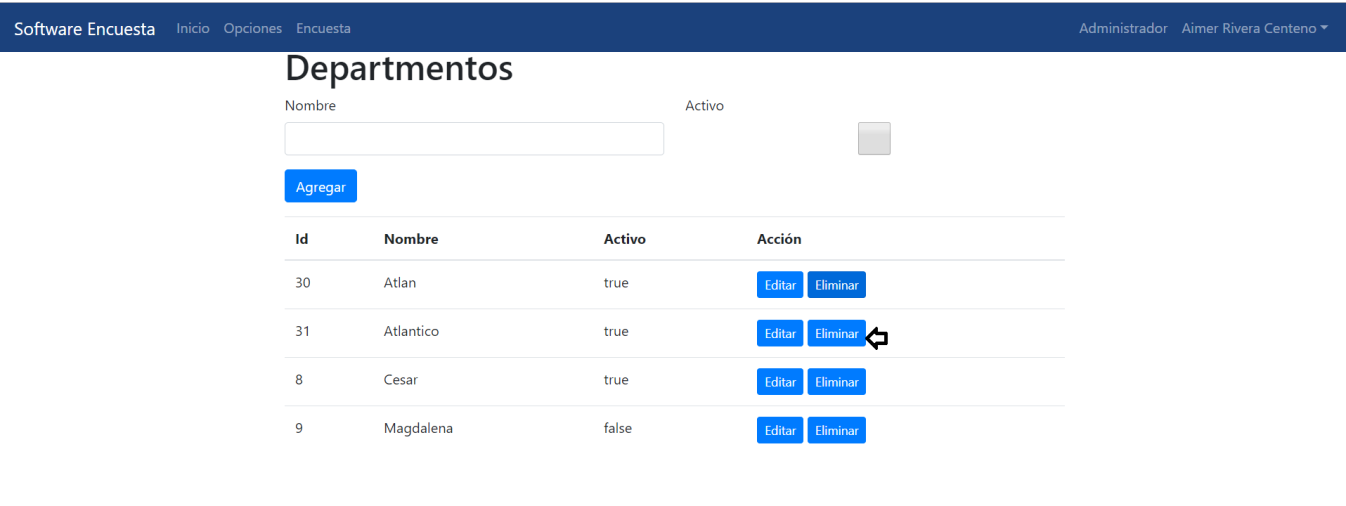 Software Encuesta Inicio Opciones Encuesta Administrador Aimer Rivera Centeno
Departmentos
Nombre Activo
Agregar
Id Nombre Activo Acción
30 Atlan true Editar Eliminar
31 Atlantico true Editar Eliminar
8 Cesar true Editar Eliminar
9 Magdalena false Editar Eliminar